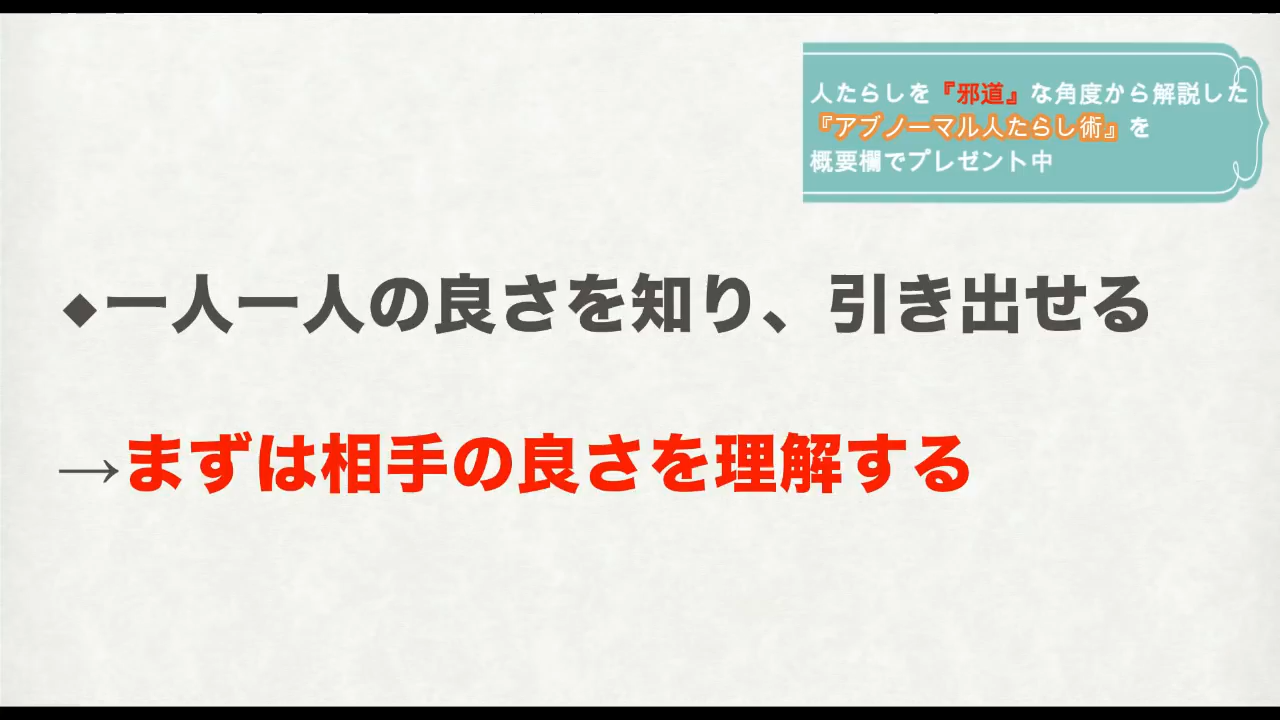 人たらしを『邪道』な角度から解説した
『アブノーマル人たらし術』を
概要欄でプレゼント中
◆一人一人の良さを知り、引き出せる
→まずは相手の良さを理解する